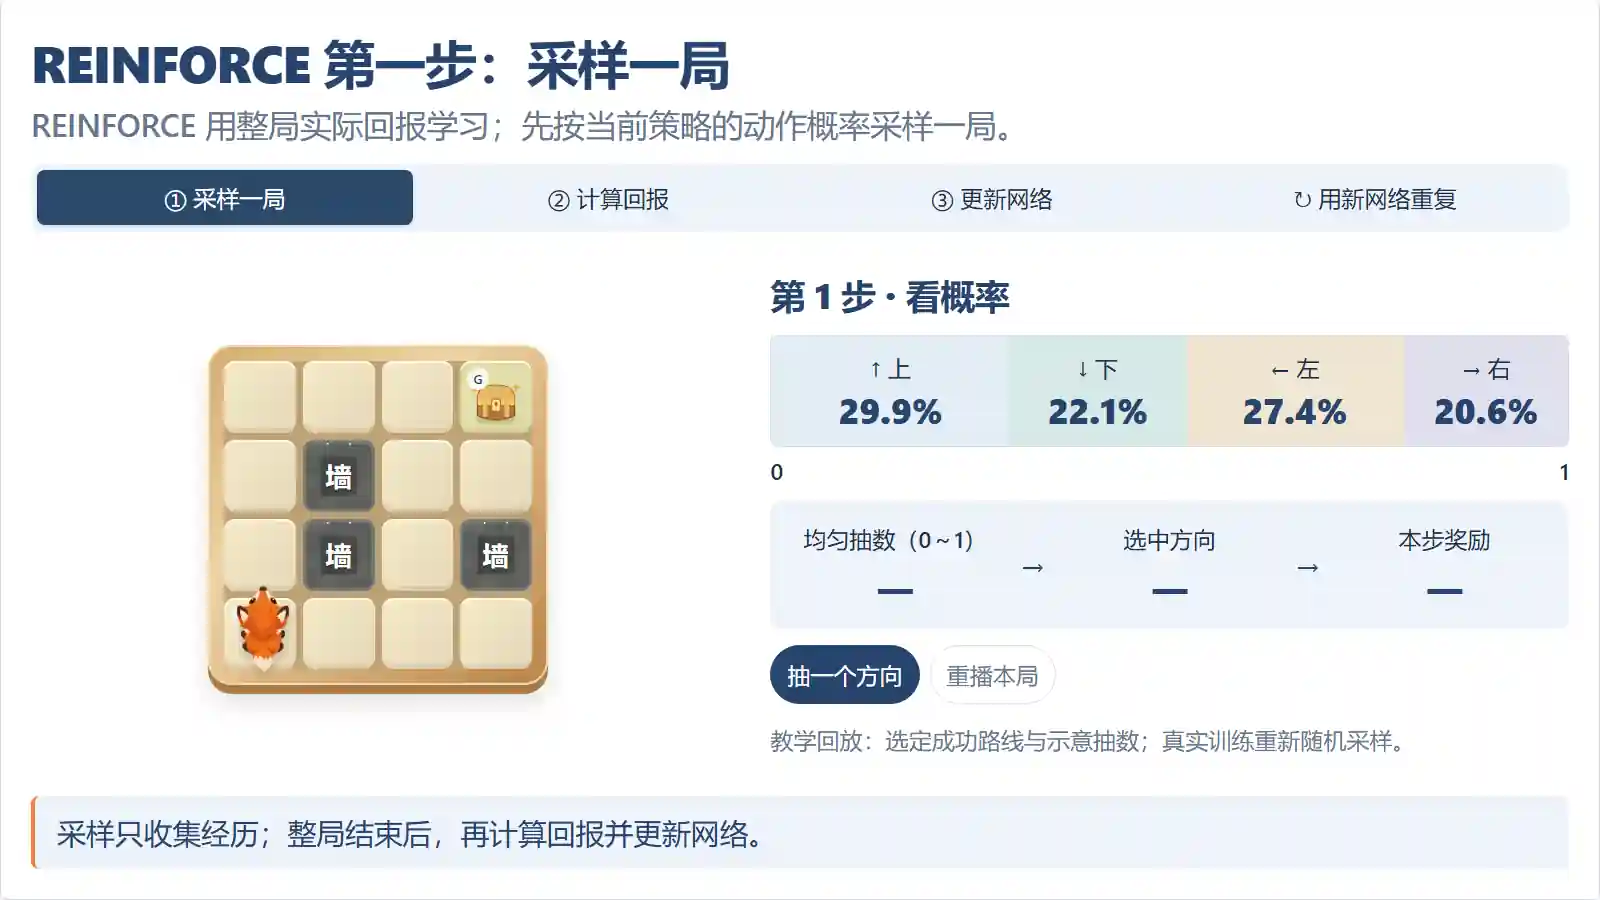 REINFORCE 第一步：采样一局
REINFORCE 用整局实际回报学习；先按当前策略的动作概率采样一局。
① 采样一局 ② 计算回报 ③ 更新网络 ↻ 用新网络重复
第 1 步 · 看概率
↑ 上 ↓ 下 ← 左 → 右
29.9% 22.1% 27.4% 20.6%
0 1
G
墙
墙 墙
均匀抽数（0 ~ 1） → 选中方向 → 本步奖励
— — —
抽一个方向 重播本局
教学回放：选定成功路线与示意抽数；真实训练重新随机采样。
采样只收集经历；整局结束后，再计算回报并更新网络。